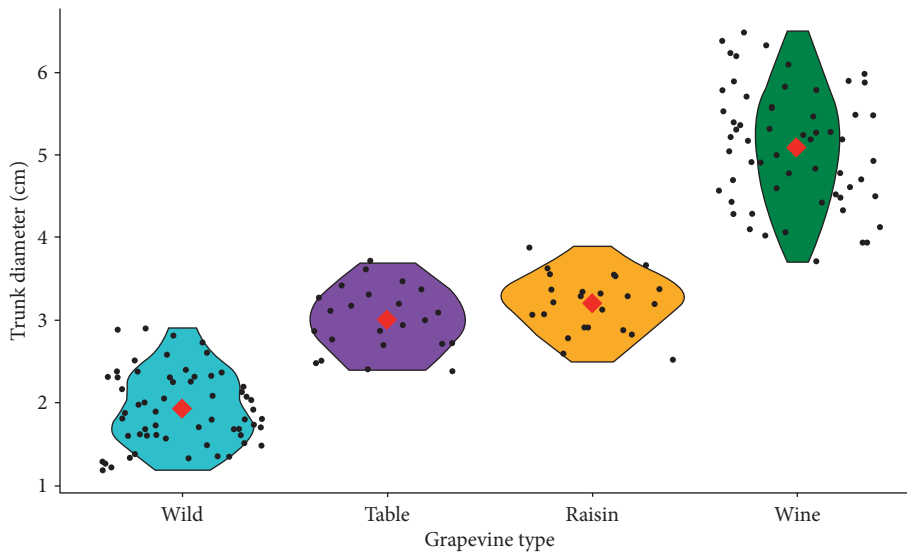 Trunk diameter (cm)
6
5
4
3
2
1
Wild Table Raisin Wine
Grapevine type